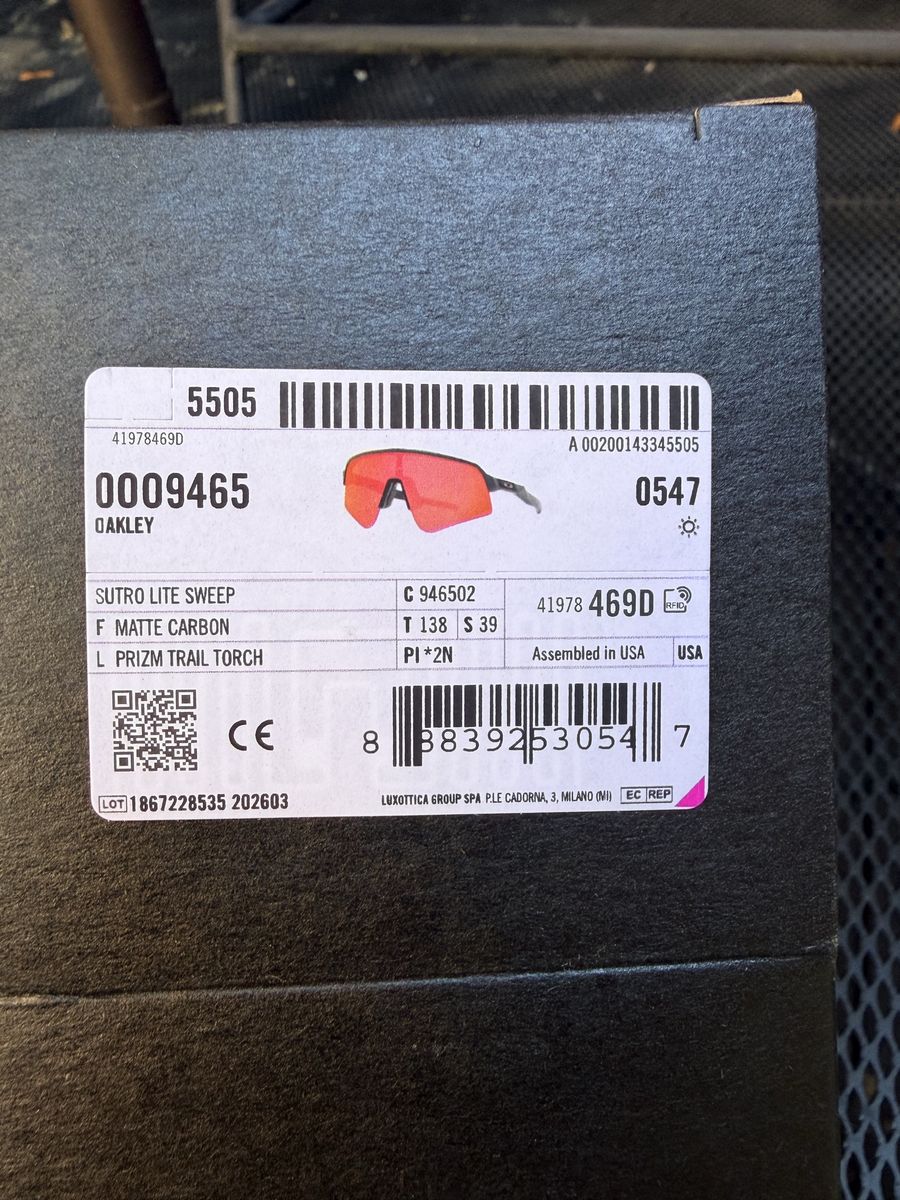 5505
41978469D
A 00200143345505
0009465
0547
OAKLEY
SUTRO LITE SWEEP
C 946502
41978 469D
RFID
F MATTE CARBON
T 138 S 39
L PRIZM TRAIL TORCH
PI *2N
Assembled in USA
USA
CE
8 883925 3054 7
LOT 1867228535 202603
LUXOTTICA GROUP SPA P.LE CADORNA, 3, MILANO (MI)
EC REP